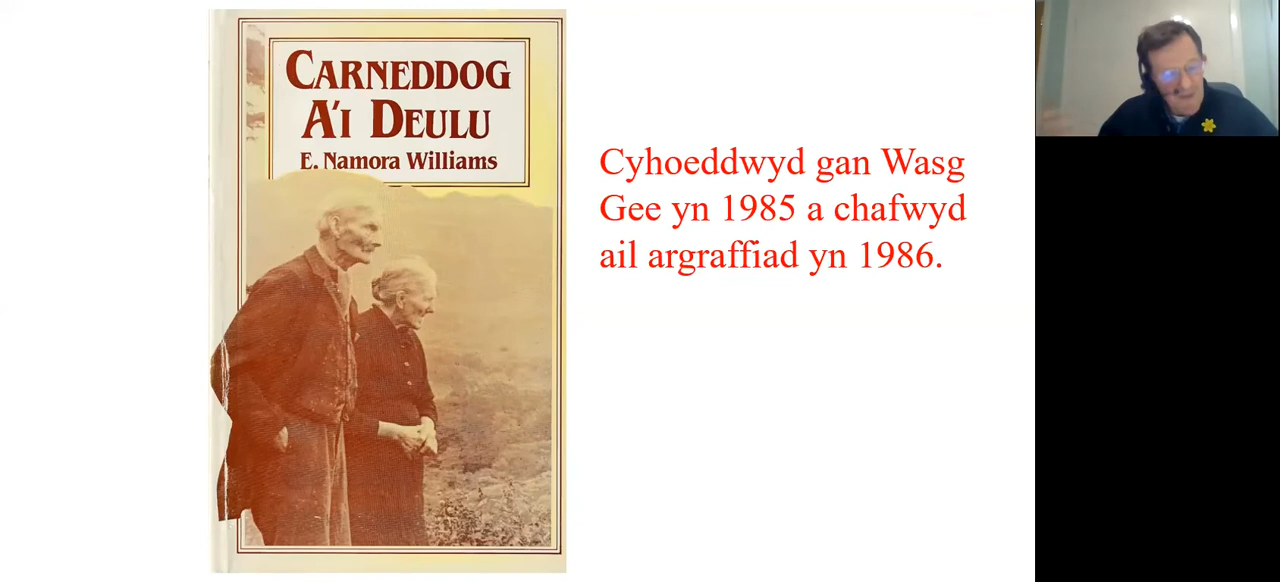 CARNEDDOG
A'I DEULU
E. Namora Williams
Cyhoeddwyd gan Wasg
Gee yn 1985 a chafwyd
ail argraffiad yn 1986.